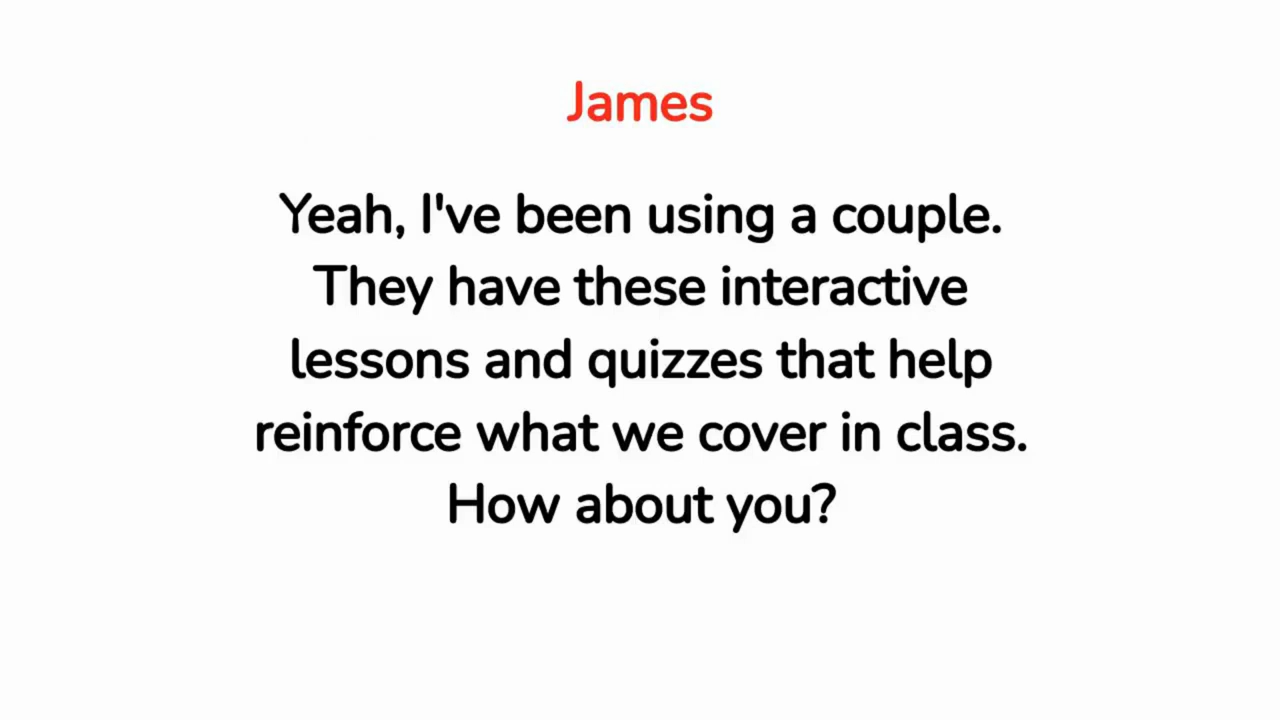 James
Yeah, I've been using a couple.
They have these interactive
lessons and quizzes that help
reinforce what we cover in class.
How about you?